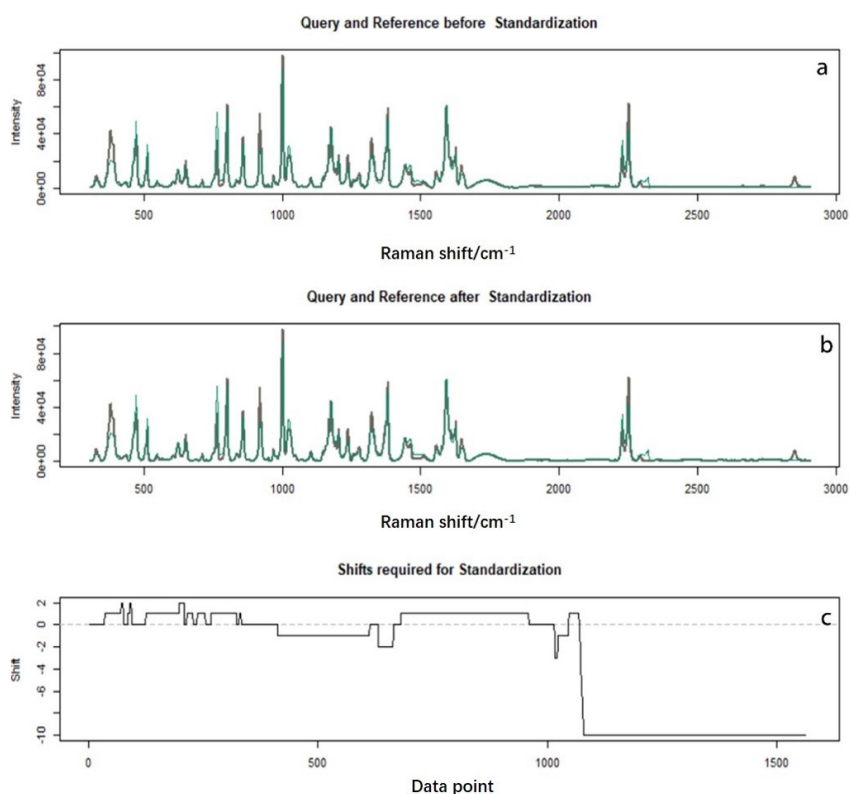 Query and Reference before Standardization
a
Intensity
0e+00 4e+04 8e+04
500 1000 1500 2000 2500 3000
Raman shift/cm-1
Query and Reference after Standardization
b
Intensity
0e+00 4e+04 8e+04
500 1000 1500 2000 2500 3000
Raman shift/cm-1
Shifts required for Standardization
c
Shift
2
0
-2
-4
-6
-10
0 500 1000 1500
Data point